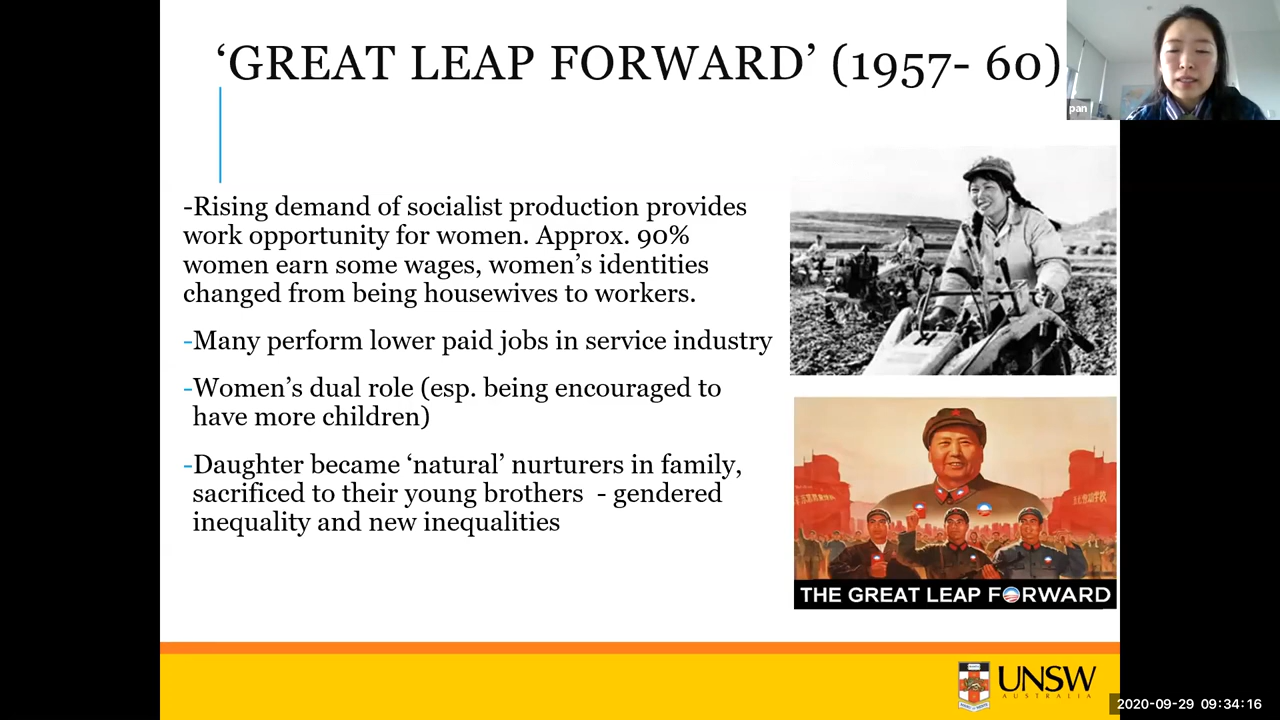 ‘GREAT LEAP FORWARD’ (1957- 60)
pan
-Rising demand of socialist production provides
work opportunity for women. Approx. 90%
women earn some wages, women’s identities
changed from being housewives to workers.
-Many perform lower paid jobs in service industry
-Women’s dual role (esp. being encouraged to
have more children)
-Daughter became ‘natural’ nurturers in family,
sacrificed to their young brothers - gendered
inequality and new inequalities
THE GREAT LEAP FORWARD
UNSW
AUSTRALIA
2020-09-29 09:34:16